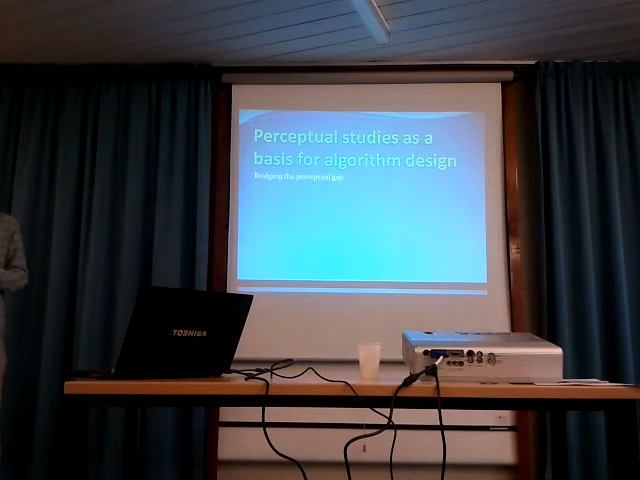 Perceptual studies as a
basis for algorithm design
Bridging the perceptual gap
TOSHIBA